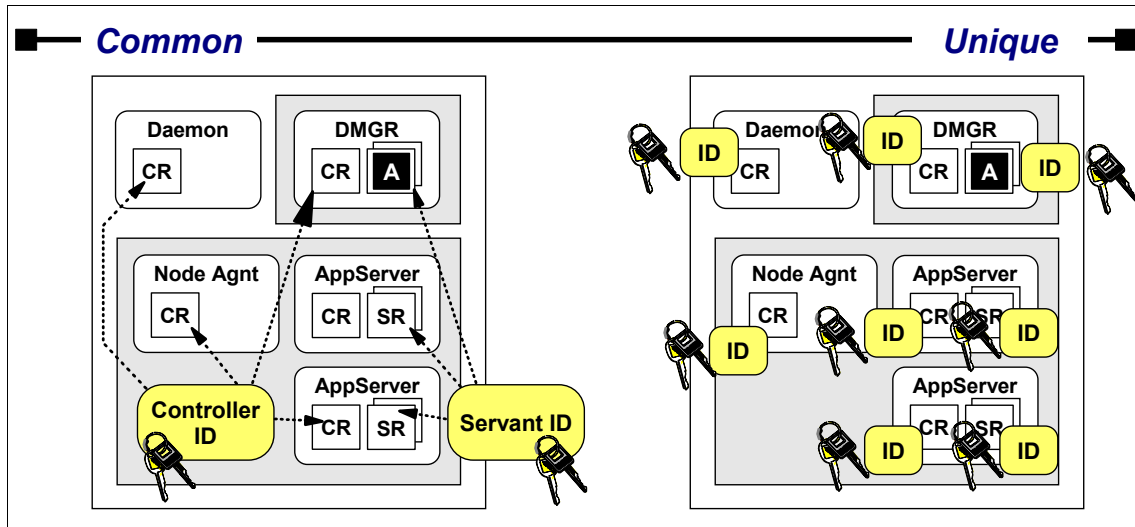 Common
Unique
Daemon
CR
DMGR
CR
A
Node Agnt
CR
AppServer
CR
SR
AppServer
CR
SR
Controller
ID
Servant ID
Daemon
CR
ID
ID
DMGR
CR
A
ID
Node Agnt
CR
ID
AppServer
CR
SR
ID
ID
AppServer
CR
SR
ID
ID